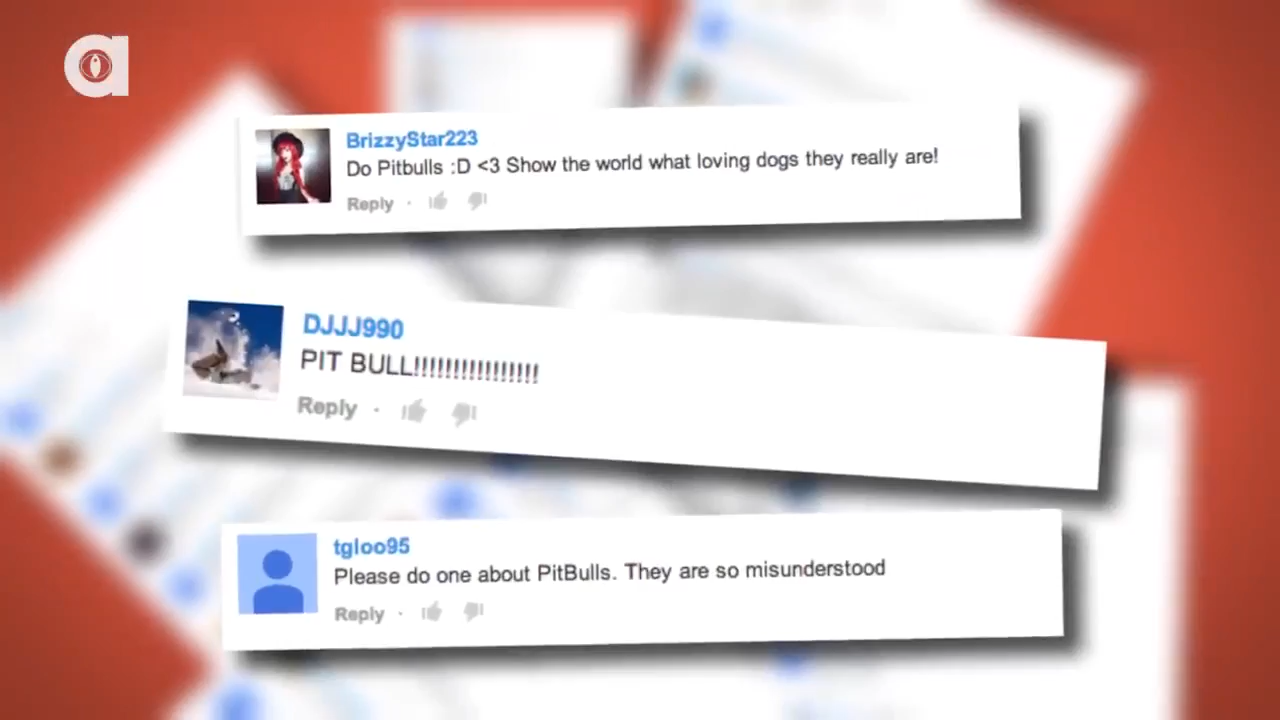 a
BrizzyStar223
Do Pitbulls :D <3 Show the world what loving dogs they really are!
Reply ·
DJJJ990
PIT BULL!!!!!!!!!!!!!!!!!
Reply ·
tgloo95
Please do one about PitBulls. They are so misunderstood
Reply ·